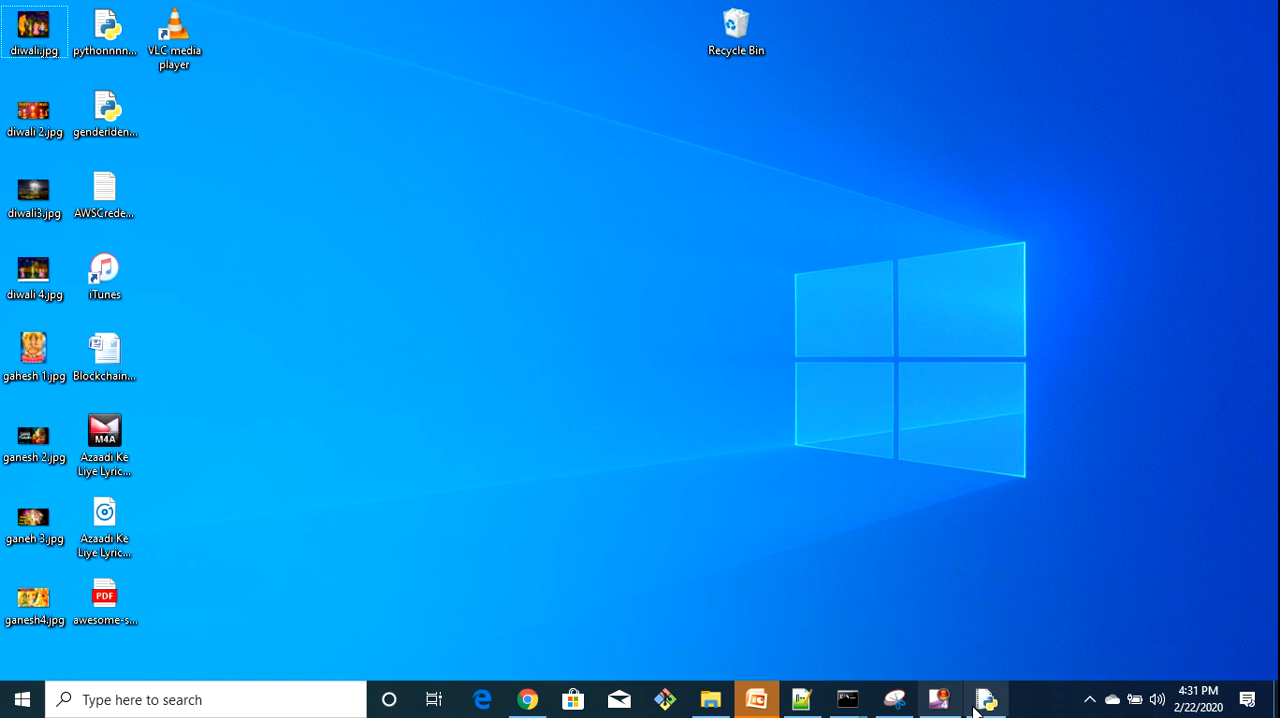 diwali.jpg
pythonnnn...
VLC media
player
Recycle Bin
diwali 2.jpg
genderiden...
diwali3.jpg
AWSCrede...
diwali 4.jpg
iTunes
gahesh 1.jpg
Blockchain...
M4A
ganesh 2.jpg
Azaadi Ke
Liye Lyric...
ganeh 3.jpg
Azaadi Ke
Liye Lyric...
PDF
ganesh4.jpg
awesome-s...
Type here to search
4:31 PM
2/22/2020